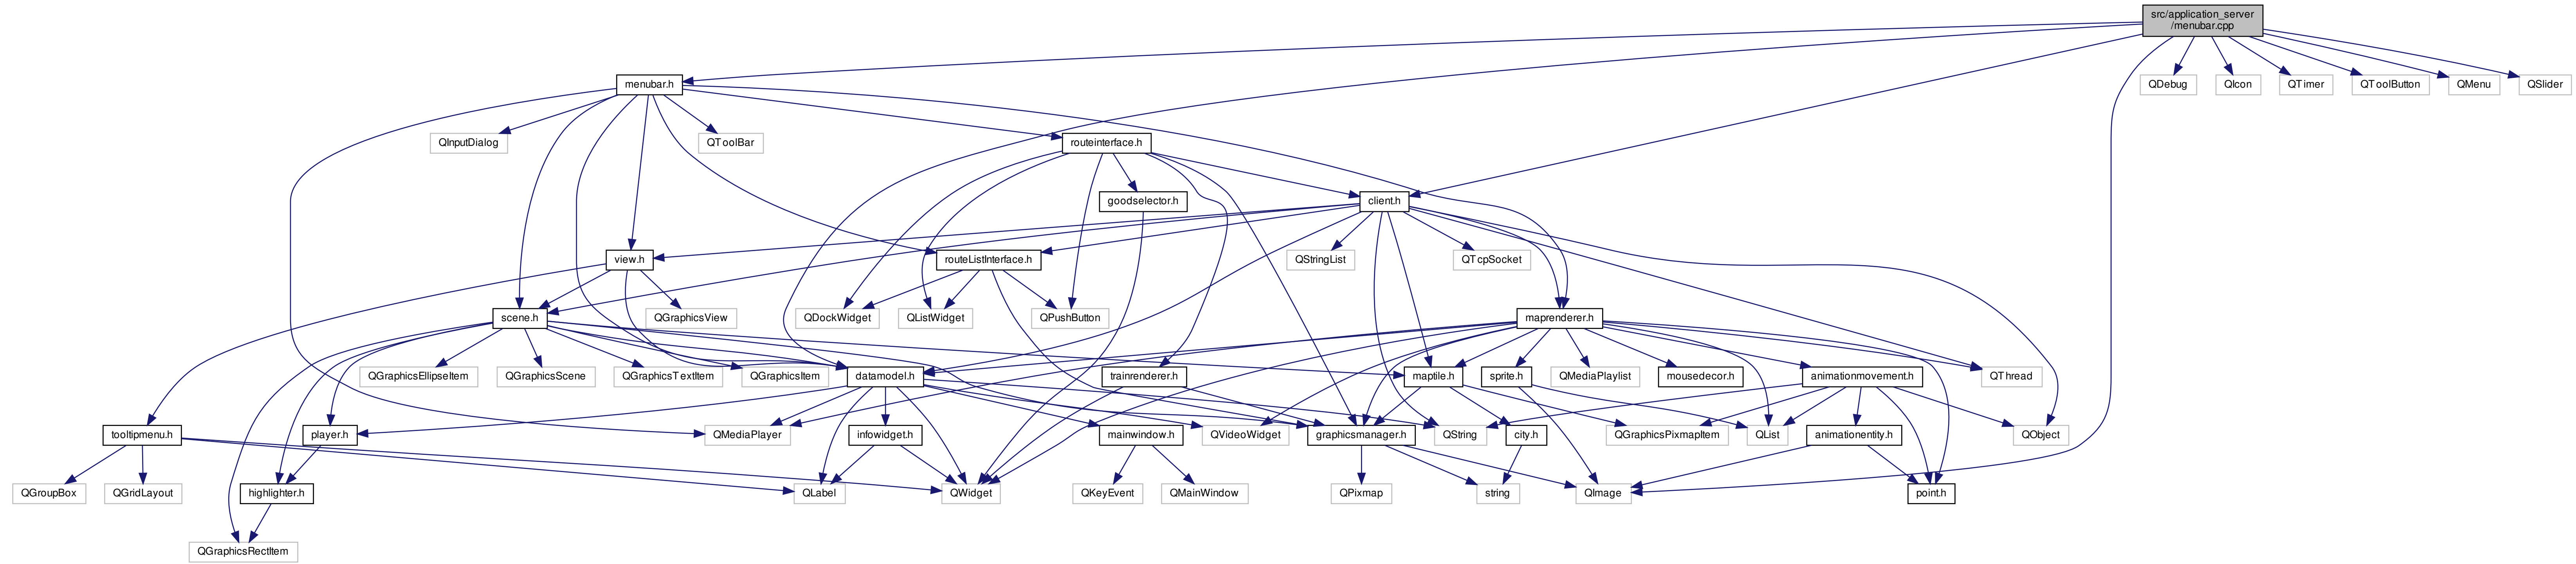 src/application_server
/menubar.cpp
menubar.h
QDebug
QIcon
QTimer
QToolButton
QMenu
QSlider
QInputDialog
QToolBar
routeinterface.h
goodselector.h
client.h
view.h
routeListInterface.h
QStringList
QTcpSocket
scene.h
QGraphicsView
QDockWidget
QListWidget
QPushButton
maprenderer.h
QGraphicsEllipseItem
QGraphicsScene
QGraphicsTextItem
QGraphicsItem
datamodel.h
trainrenderer.h
maptile.h
sprite.h
QMediaPlaylist
mousedecor.h
animationmovement.h
QThread
tooltipmenu.h
player.h
QMediaPlayer
infowidget.h
mainwindow.h
QVideoWidget
graphicsmanager.h
QString
city.h
QGraphicsPixmapItem
QList
animationentity.h
QObject
QGroupBox
QGridLayout
highlighter.h
QLabel
QWidget
QKeyEvent
QMainWindow
QPixmap
string
QImage
point.h
QGraphicsRectItem